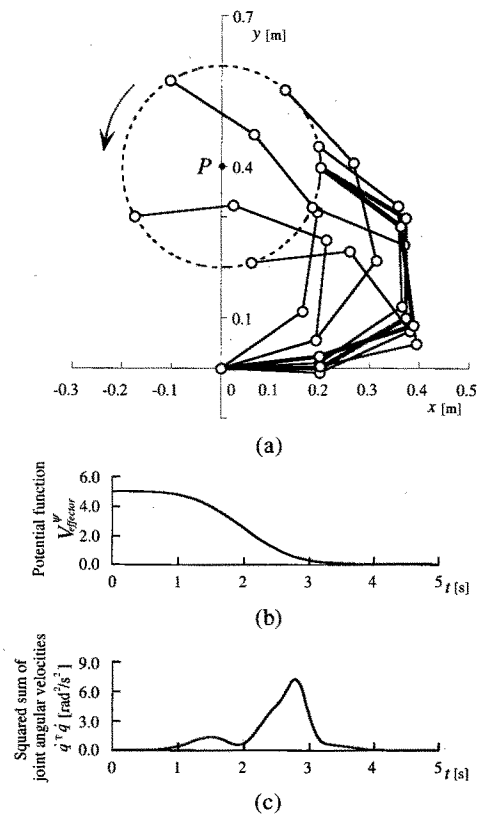 0.7
y [m]
P 0.4
0.1
-0.3 -0.2 -0.1 0 0.1 0.2 0.3 0.4 0.5
x [m]
(a)
Potential function
V^ψ_effector
6.0
4.0
2.0
0.0
0 1 2 3 4 5 t [s]
(b)
Squared sum of
joint angular velocities
q̇^T q̇ [rad²/s²]
9.0
6.0
3.0
0.0
0 1 2 3 4 5 t [s]
(c)